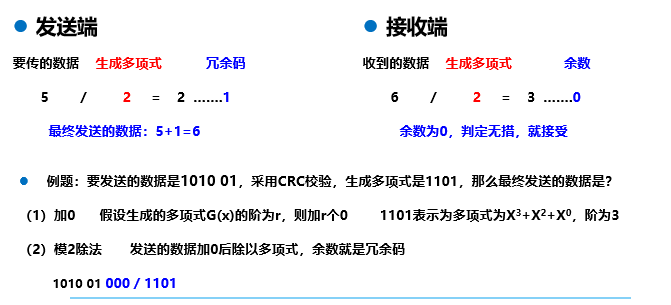 ● 发送端
要传的数据 生成多项式 冗余码
5 / 2 = 2 .......1
最终发送的数据：5+1=6
● 接收端
收到的数据 生成多项式 余数
6 / 2 = 3 .......0
余数为0，判定无措，就接受
● 例题：要发送的数据是1010 01，采用CRC校验，生成多项式是1101，那么最终发送的数据是？
（1）加0 假设生成的多项式G(x)的阶为r，则加r个0 1101表示为多项式为X³+X²+X⁰，阶为3
（2）模2除法 发送的数据加0后除以多项式，余数就是冗余码
1010 01 000 / 1101